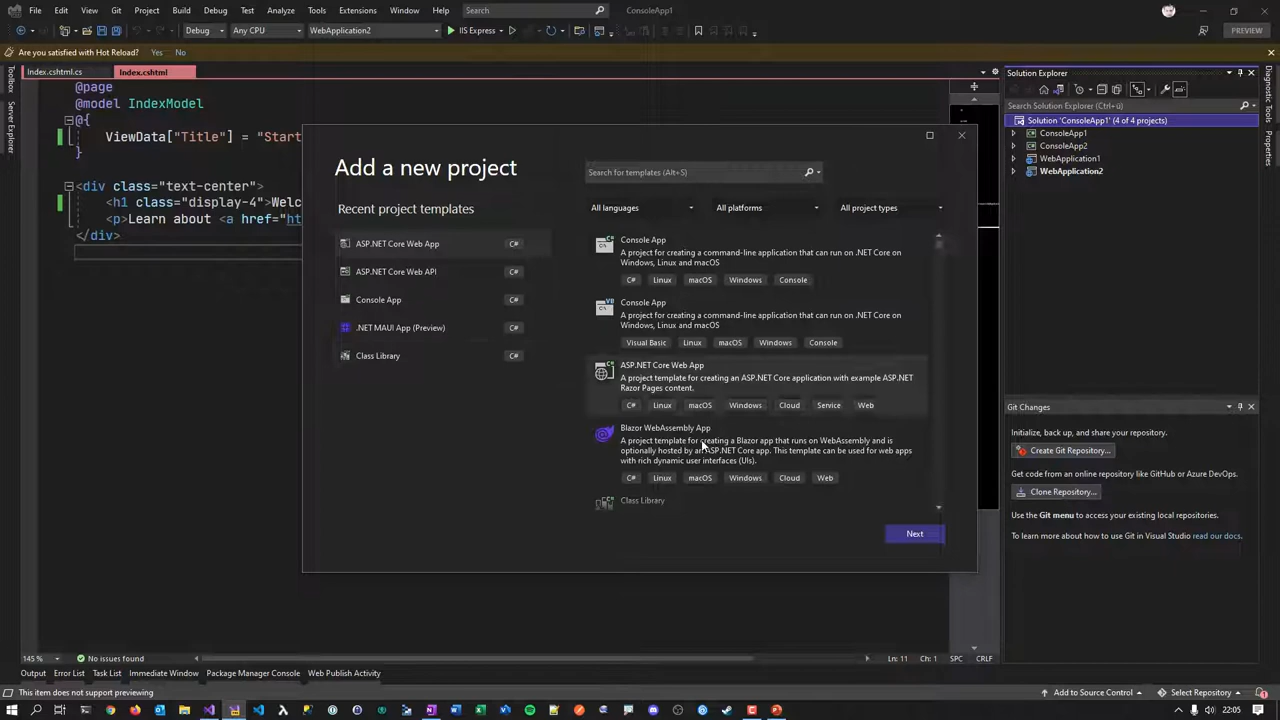 File Edit View Git Project Build Debug Test Analyze Tools Extensions Window Help Search ConsoleApp1
Debug Any CPU WebApplication2 IIS Express PREVIEW
Are you satisfied with Hot Reload? Yes No
Index.cshtml.cs Index.cshtml
Toolbox
Server Explorer
@page
@model IndexModel
@{
ViewData["Title"] = "Start
}
<div class="text-center">
<h1 class="display-4">Welc
<p>Learn about <a href="ht
</div>
Add a new project
Search for templates (Alt+S)
Recent project templates
All languages All platforms All project types
ASP.NET Core Web App C#
ASP.NET Core Web API C#
Console App C#
.NET MAUI App (Preview) C#
Class Library C#
Console App
A project for creating a command-line application that can run on .NET Core on
Windows, Linux and macOS
C# Linux macOS Windows Console
Console App
A project for creating a command-line application that can run on .NET Core on
Windows, Linux and macOS
Visual Basic Linux macOS Windows Console
ASP.NET Core Web App
A project template for creating an ASP.NET Core application with example ASP.NET
Razor Pages content.
C# Linux macOS Windows Cloud Service Web
Blazor WebAssembly App
A project template for creating a Blazor app that runs on WebAssembly and is
optionally hosted by an ASP.NET Core app. This template can be used for web apps
with rich dynamic user interfaces (UIs).
C# Linux macOS Windows Cloud Web
Class Library
Next
Solution Explorer
Search Solution Explorer (Ctrl+ü)
Solution 'ConsoleApp1' (4 of 4 projects)
ConsoleApp1
ConsoleApp2
WebApplication1
WebApplication2
Diagnostic Tools
Properties
Git Changes
Initialize, back up, and share your repository.
Create Git Repository...
Get code from an online repository like GitHub or Azure DevOps.
Clone Repository...
Use the Git menu to access your existing local repositories.
To learn more about how to use Git in Visual Studio read our docs.
145 % No issues found Ln: 11 Ch: 1 SPC CRLF
Output Error List Task List Immediate Window Package Manager Console Web Publish Activity
This item does not support previewing Add to Source Control Select Repository
22:05